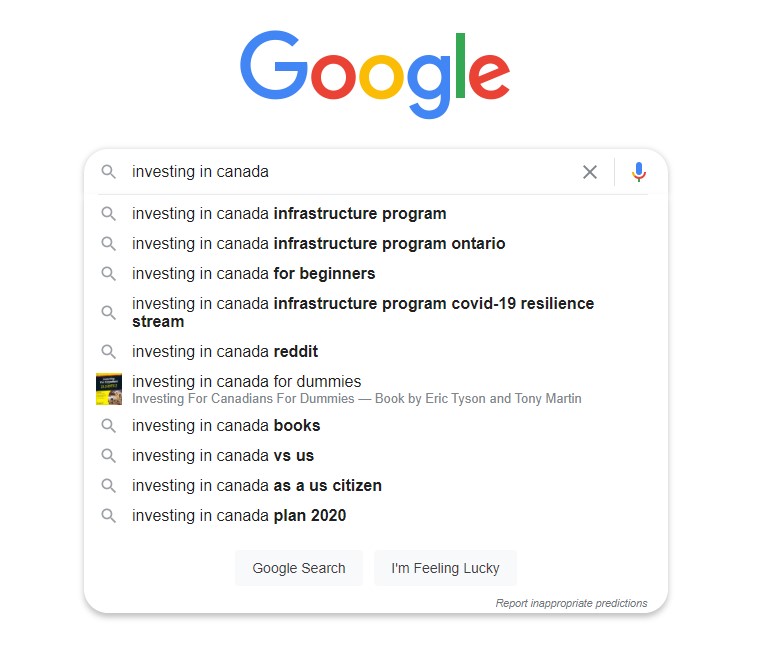 Google
investing in canada
investing in canada infrastructure program
investing in canada infrastructure program ontario
investing in canada for beginners
investing in canada infrastructure program covid-19 resilience
stream
investing in canada reddit
investing in canada for dummies
Investing For Canadians For Dummies — Book by Eric Tyson and Tony Martin
investing in canada books
investing in canada vs us
investing in canada as a us citizen
investing in canada plan 2020
Google Search I'm Feeling Lucky
Report inappropriate predictions